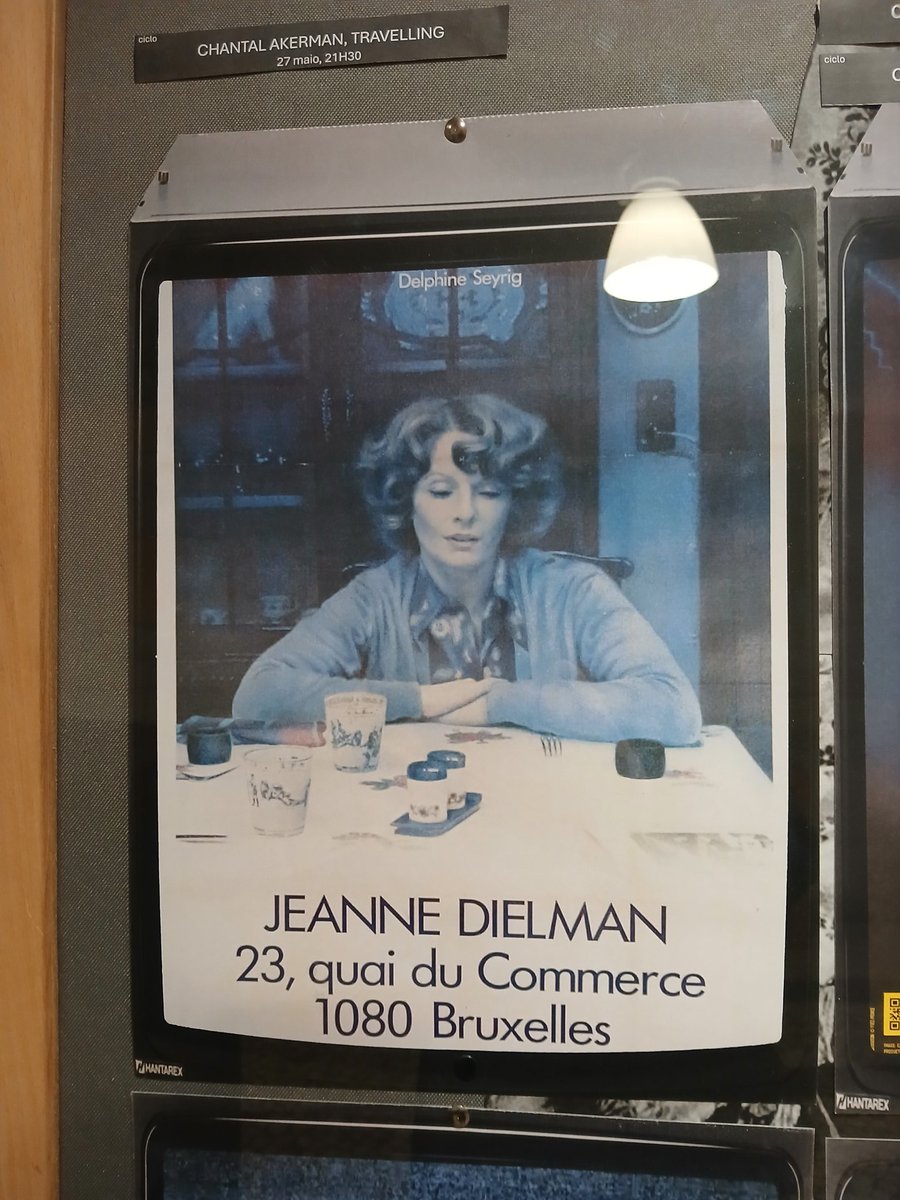 ciclo
CHANTAL AKERMAN, TRAVELLING
27 maio, 21H30
ciclo
Delphine Seyrig
JEANNE DIELMAN
23, quai du Commerce
1080 Bruxelles
HANTAREX
HANTAREX